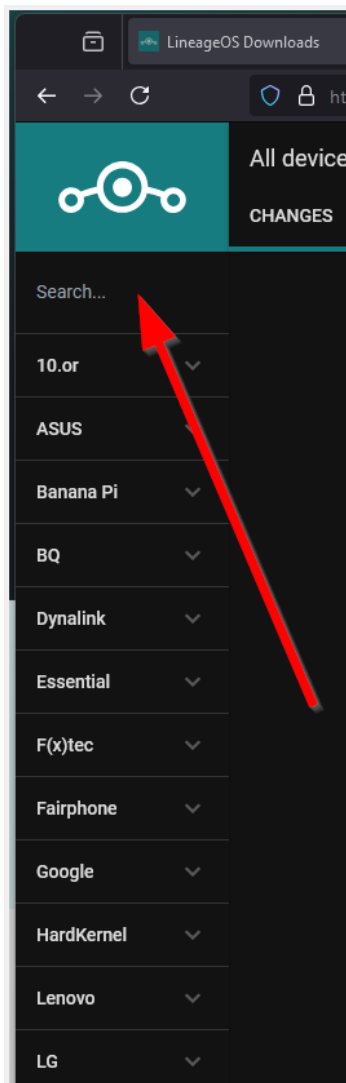 LineageOS Downloads
ht
All device
CHANGES
Search...
10.or
ASUS
Banana Pi
BQ
Dynalink
Essential
F(x)tec
Fairphone
Google
HardKernel
Lenovo
LG